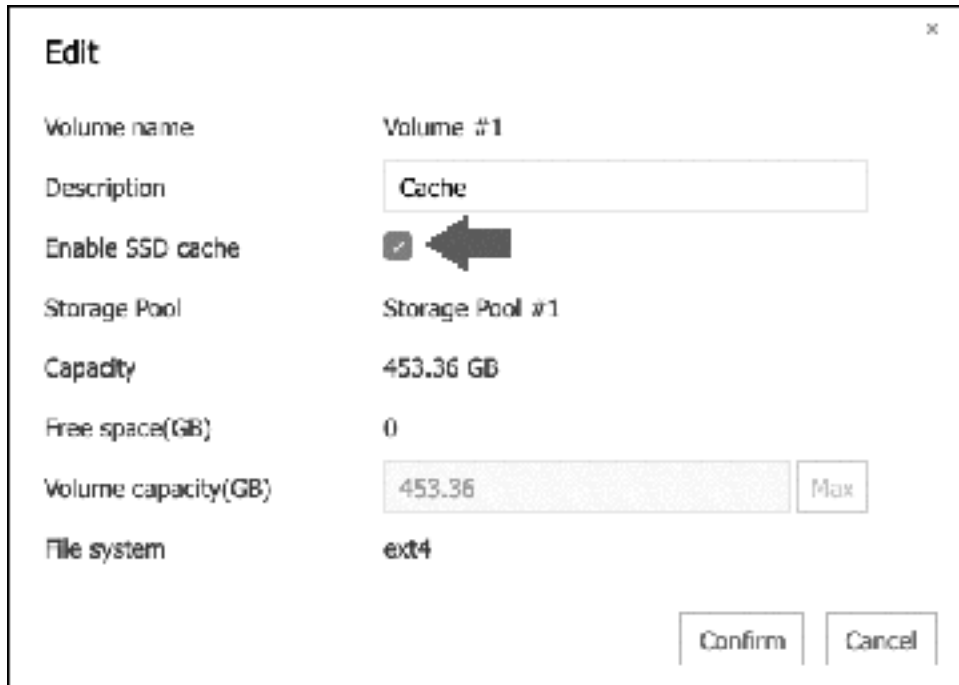 Edit
×
Volume name Volume #1
Description Cache
Enable SSD cache
Storage Pool Storage Pool #1
Capacity 453.36 GB
Free space(GB) 0
Volume capacity(GB) 453.36 Max
File system ext4
Confirm Cancel